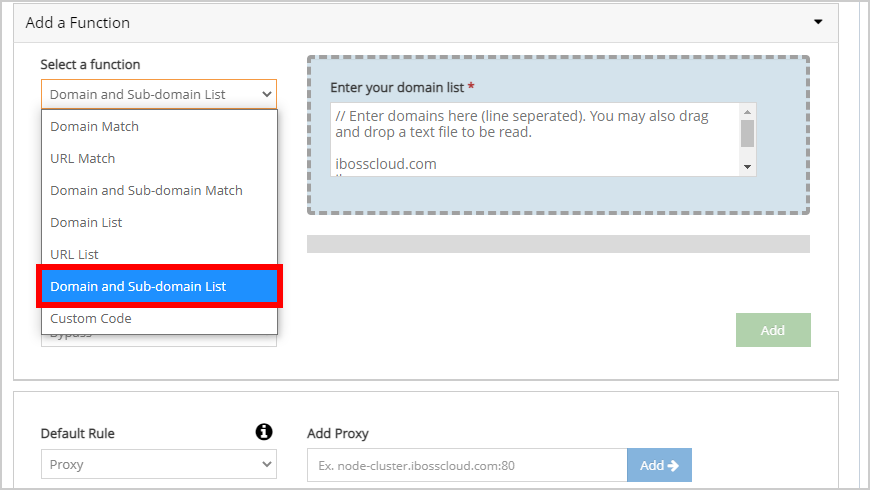 Add a Function
Select a function
Domain and Sub-domain List
Domain Match
URL Match
Domain and Sub-domain Match
Domain List
URL List
Domain and Sub-domain List
Custom Code
Bypass
Enter your domain list *
// Enter domains here (line seperated). You may also drag
and drop a text file to be read.
ibosscloud.com
Add
Default Rule
Proxy
Add Proxy
Ex. node-cluster.ibosscloud.com:80
Add